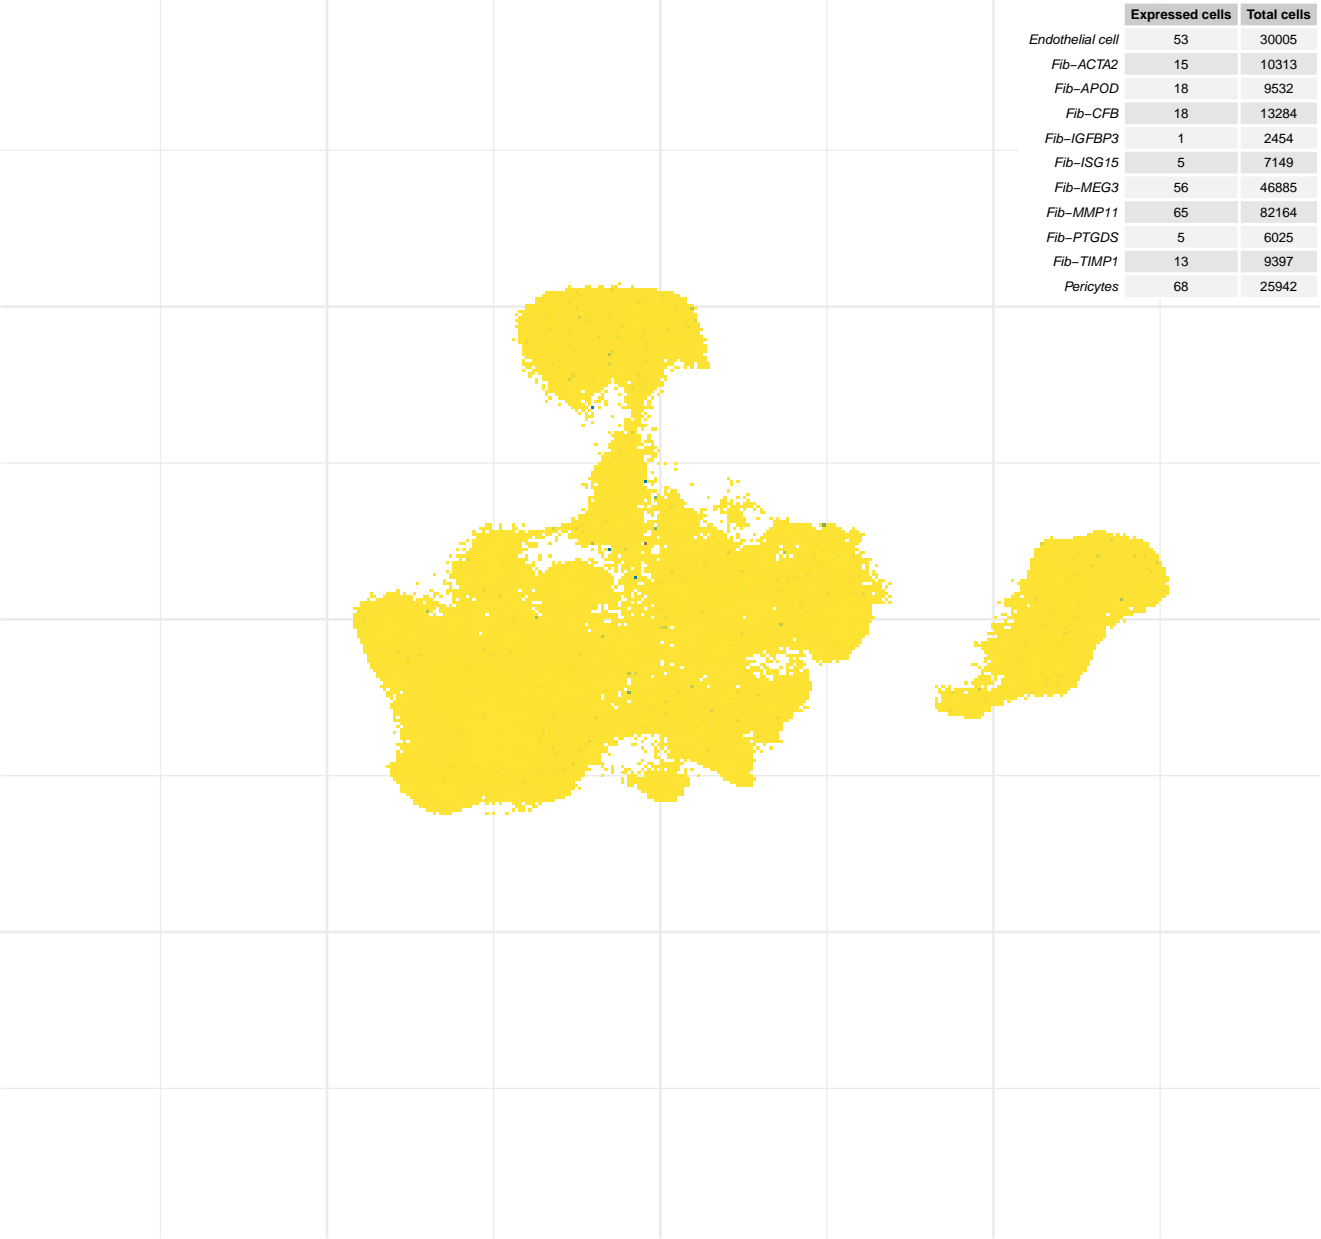 Expressed cells Total cells
Endothelial cell 53 30005
Fib−ACTA2 15 10313
Fib−APOD 18 9532
Fib−CFB 18 13284
Fib−IGFBP3 1 2454
Fib−ISG15 5 7149
Fib−MEG3 56 46885
Fib−MMP11 65 82164
Fib−PTGDS 5 6025
Fib−TIMP1 13 9397
Pericytes 68 25942